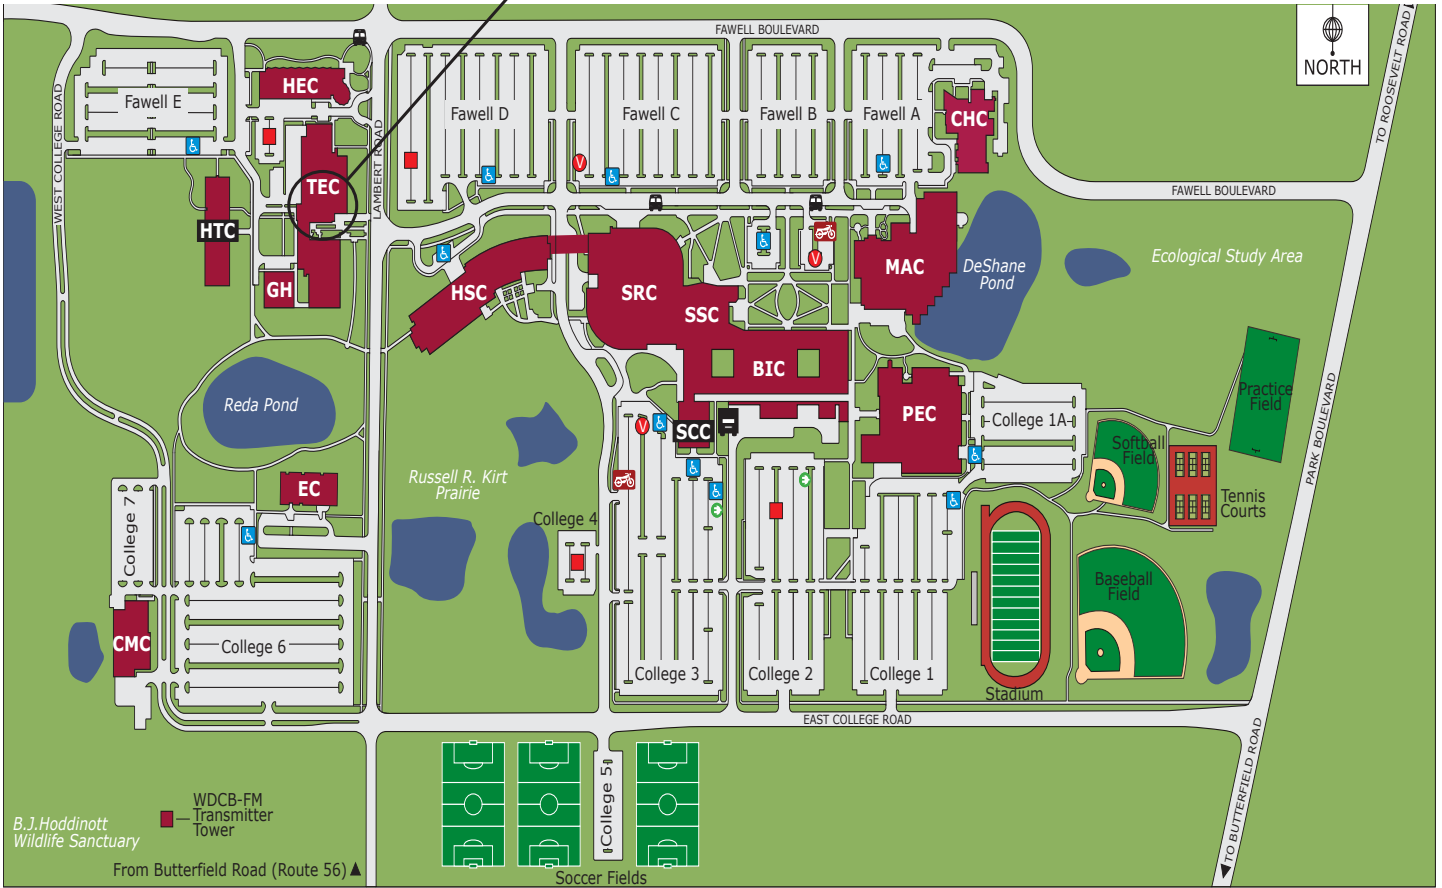 FAWELL BOULEVARD
NORTH
TO ROOSEVELT ROAD
WEST COLLEGE ROAD
LAMBERT ROAD
Fawell E
HEC
Fawell D
Fawell C
Fawell B
Fawell A
CHC
V
TEC
FAWELL BOULEVARD
HTC
GH
HSC
SRC
SSC
BIC
V
MAC
DeShane
Pond
Ecological Study Area
Reda Pond
PEC
College 1A
Practice
Field
PARK BOULEVARD
V
SCC
Softball
Field
Russell R. Kirt
Prairie
EC
College 7
College 4
Tennis
Courts
Baseball
Field
CMC
College 6
College 3
College 2
College 1
Stadium
EAST COLLEGE ROAD
College 5
WDCB-FM
Transmitter
Tower
B.J.Hoddinott
Wildlife Sanctuary
From Butterfield Road (Route 56)
Soccer Fields
TO BUTTERFIELD ROAD